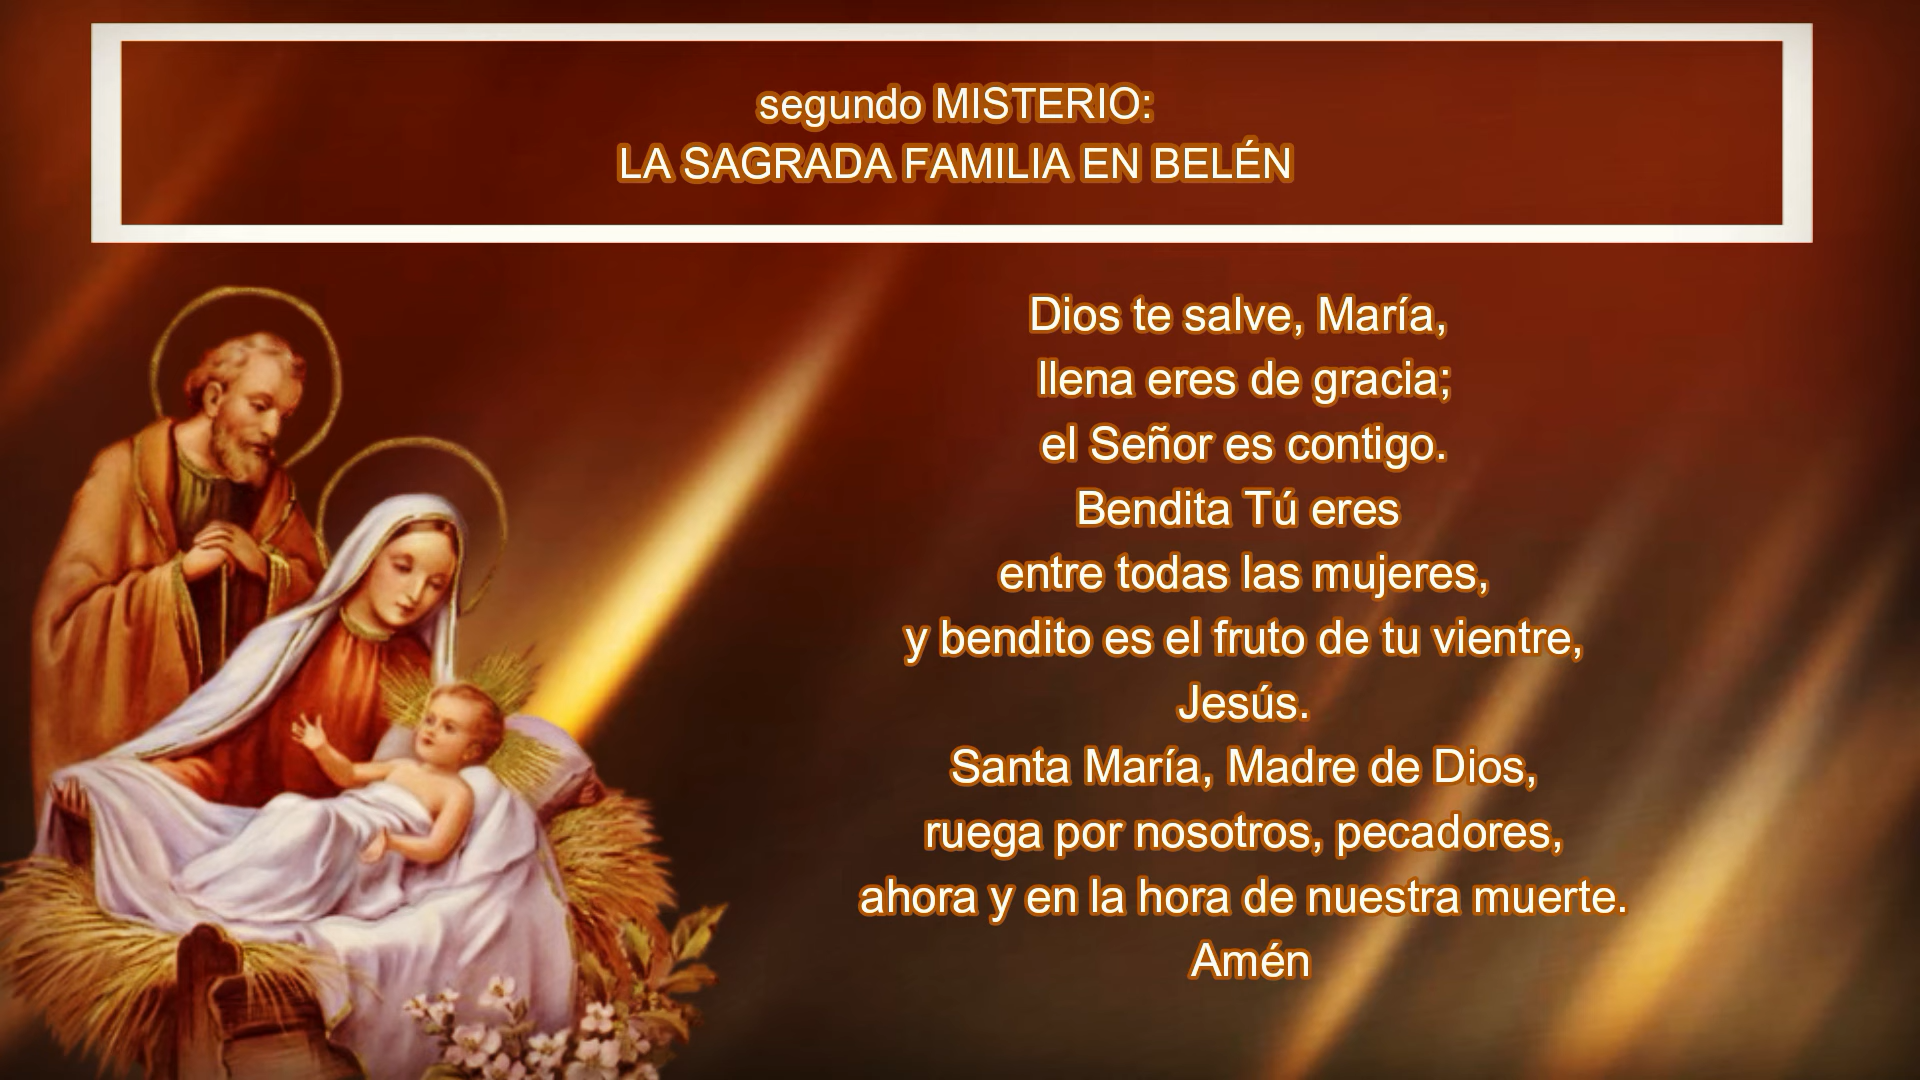 segundo MISTERIO:
LA SAGRADA FAMILIA EN BELÉN
Dios te salve, María,
llena eres de gracia;
el Señor es contigo.
Bendita Tú eres
entre todas las mujeres,
y bendito es el fruto de tu vientre,
Jesús.
Santa María, Madre de Dios,
ruega por nosotros, pecadores,
ahora y en la hora de nuestra muerte.
Amén